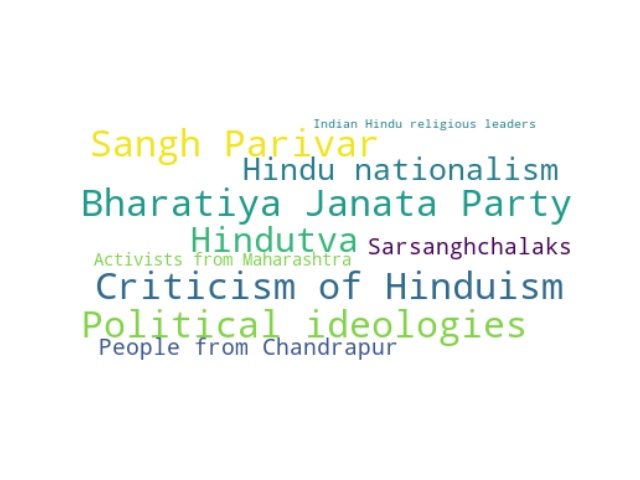 Indian Hindu religious leaders
Sangh Parivar
Hindu nationalism
Bharatiya Janata Party
Hindutva
Sarsanghchalaks
Activists from Maharashtra
Criticism of Hinduism
Political ideologies
People from Chandrapur